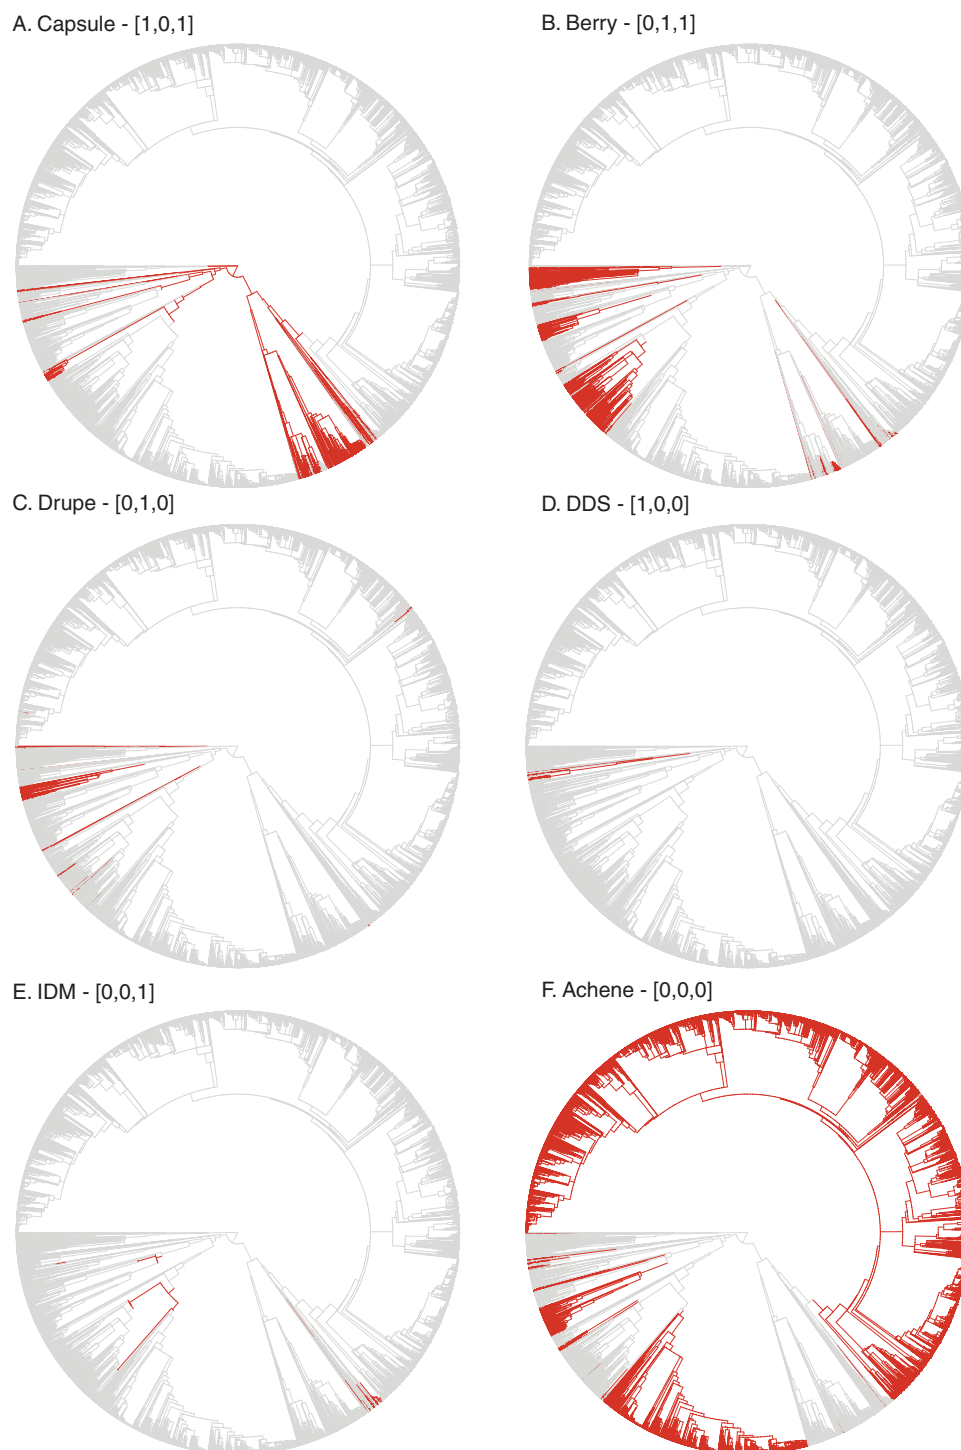 A. Capsule - [1,0,1]
B. Berry - [0,1,1]
C. Drupe - [0,1,0]
D. DDS - [1,0,0]
E. IDM - [0,0,1]
F. Achene - [0,0,0]